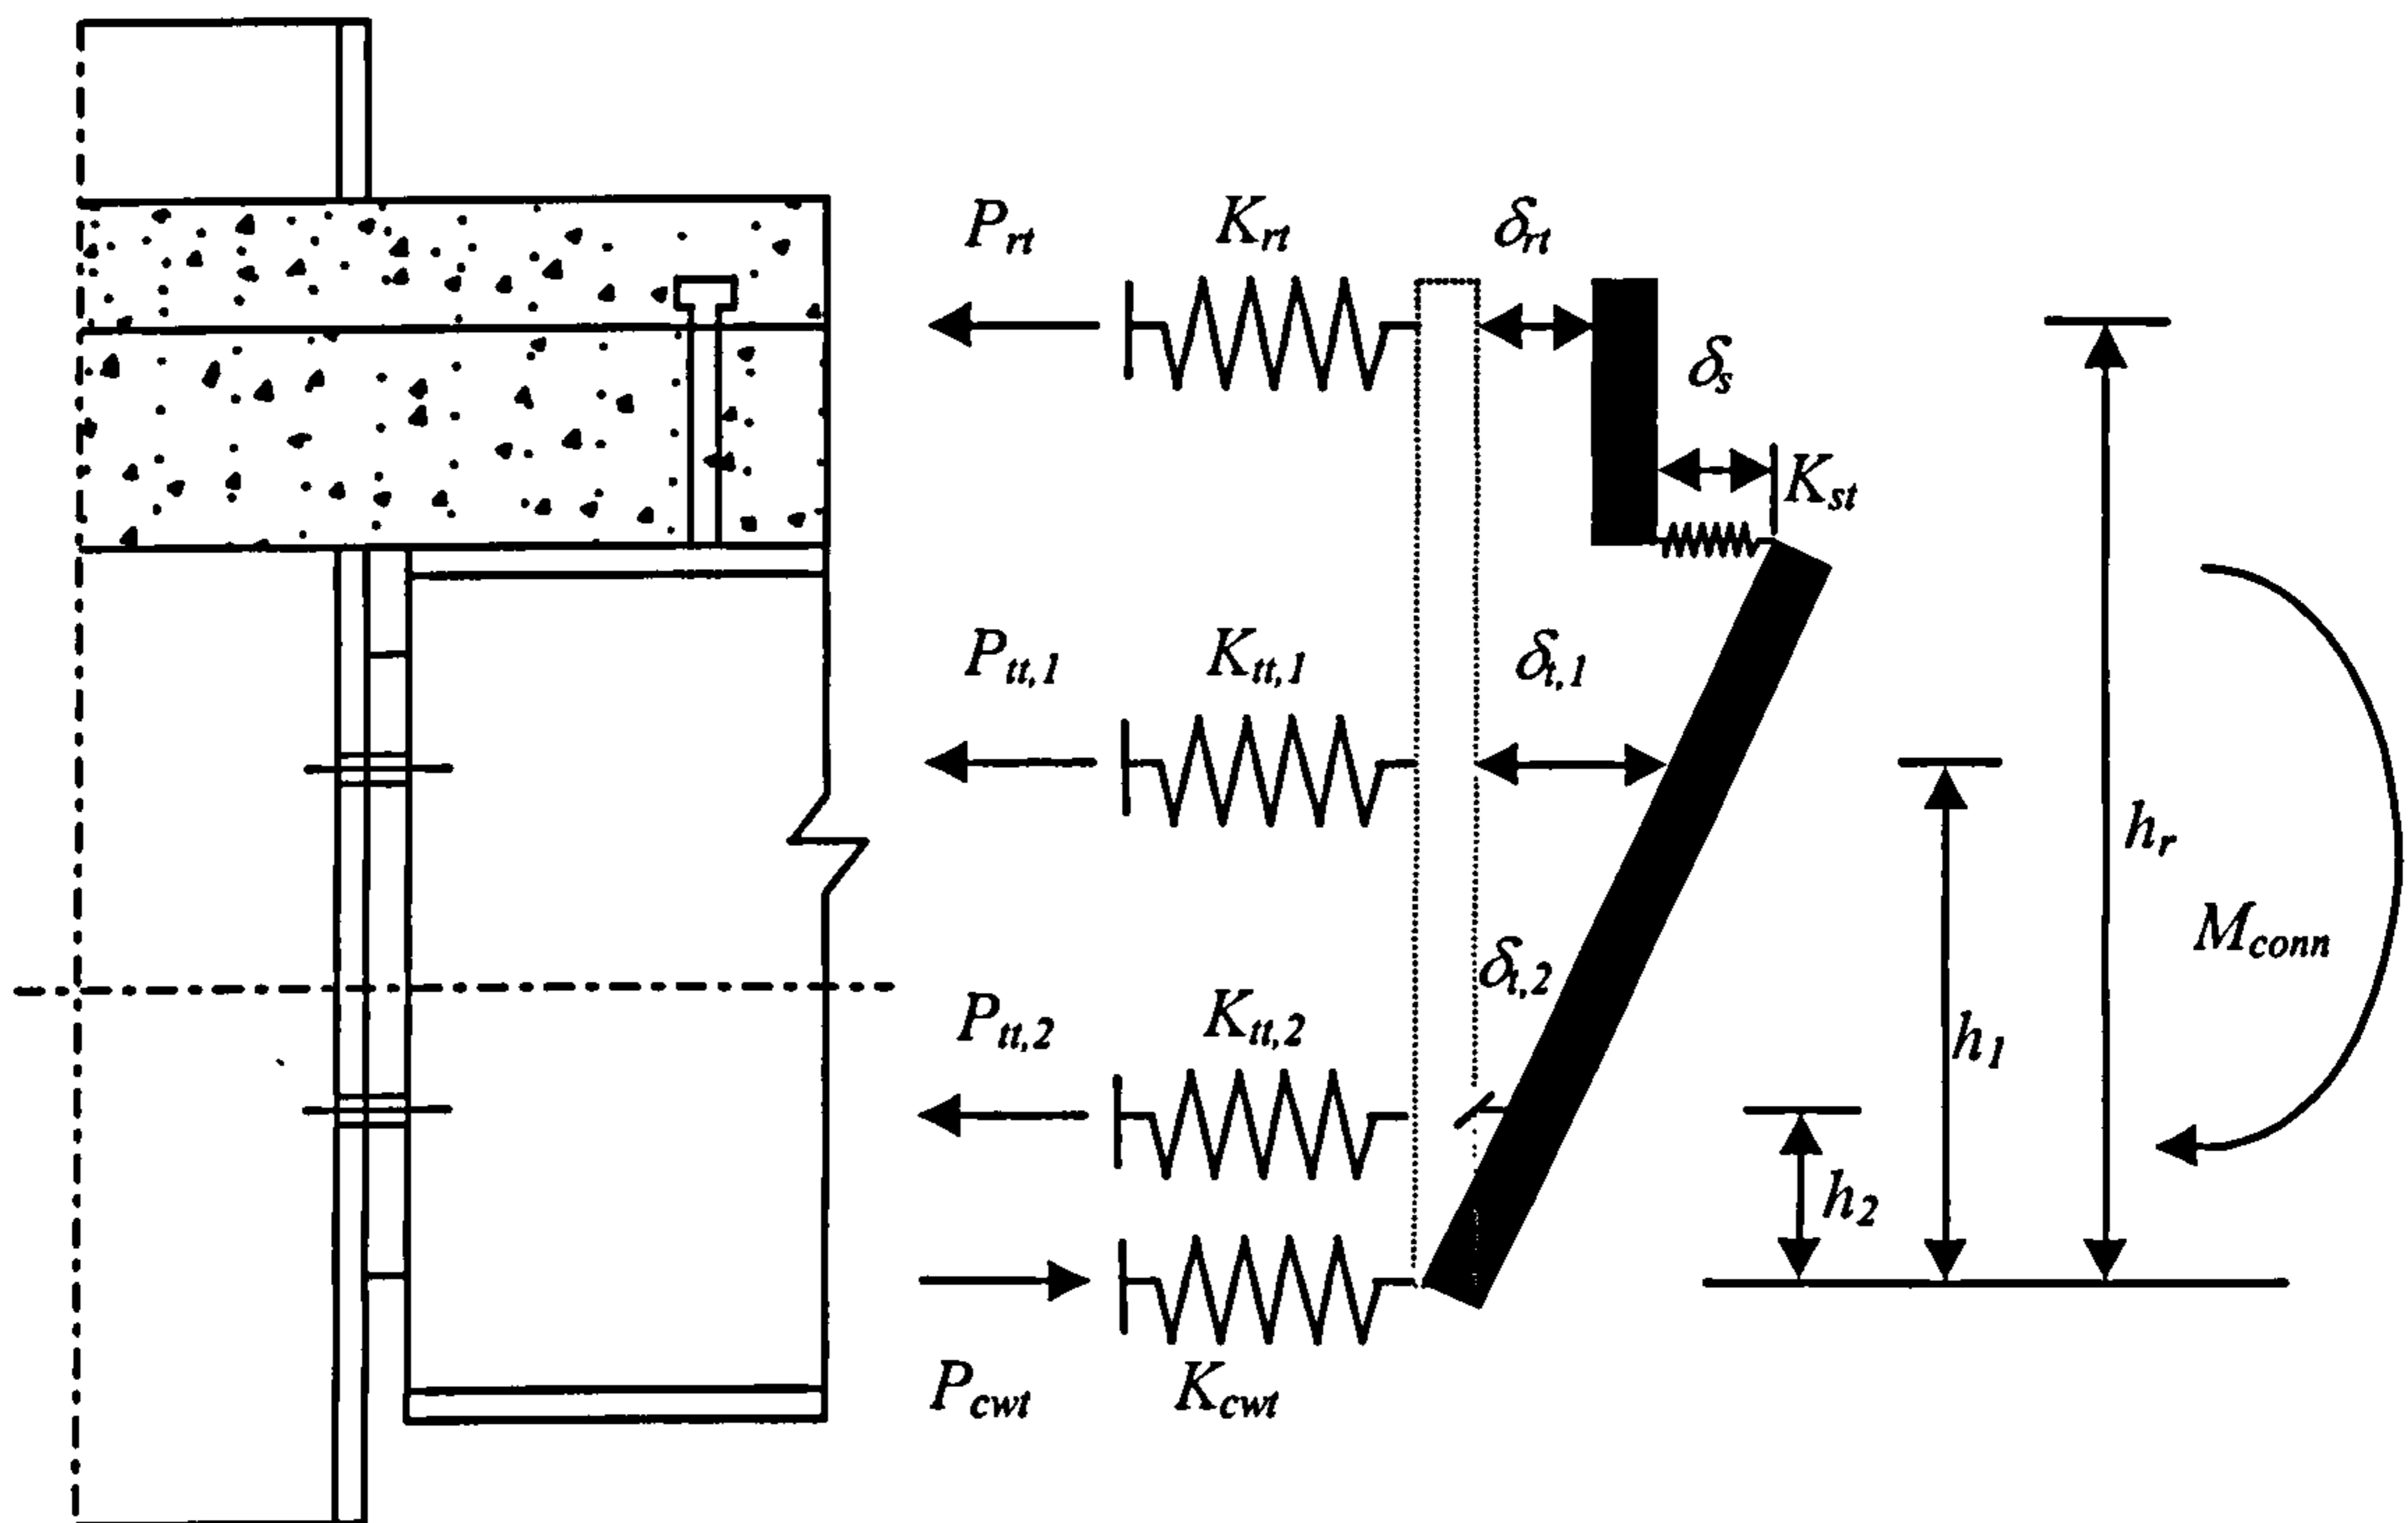 P_rt K_rt δ_rt
δ_s
K_st
P_tt,1 K_tt,1 δ_t,1
h_r
M_conn
δ_t,2
P_tt,2 K_tt,2
h_1
h_2
P_cwt K_cwt